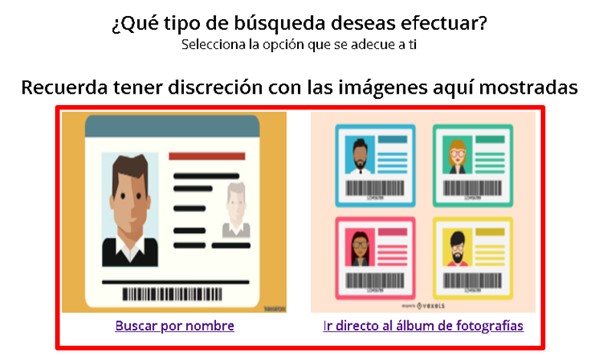 ¿Qué tipo de búsqueda deseas efectuar?
Selecciona la opción que se adecue a ti
Recuerda tener discreción con las imágenes aquí mostradas
Buscar por nombre
Ir directo al álbum de fotografías